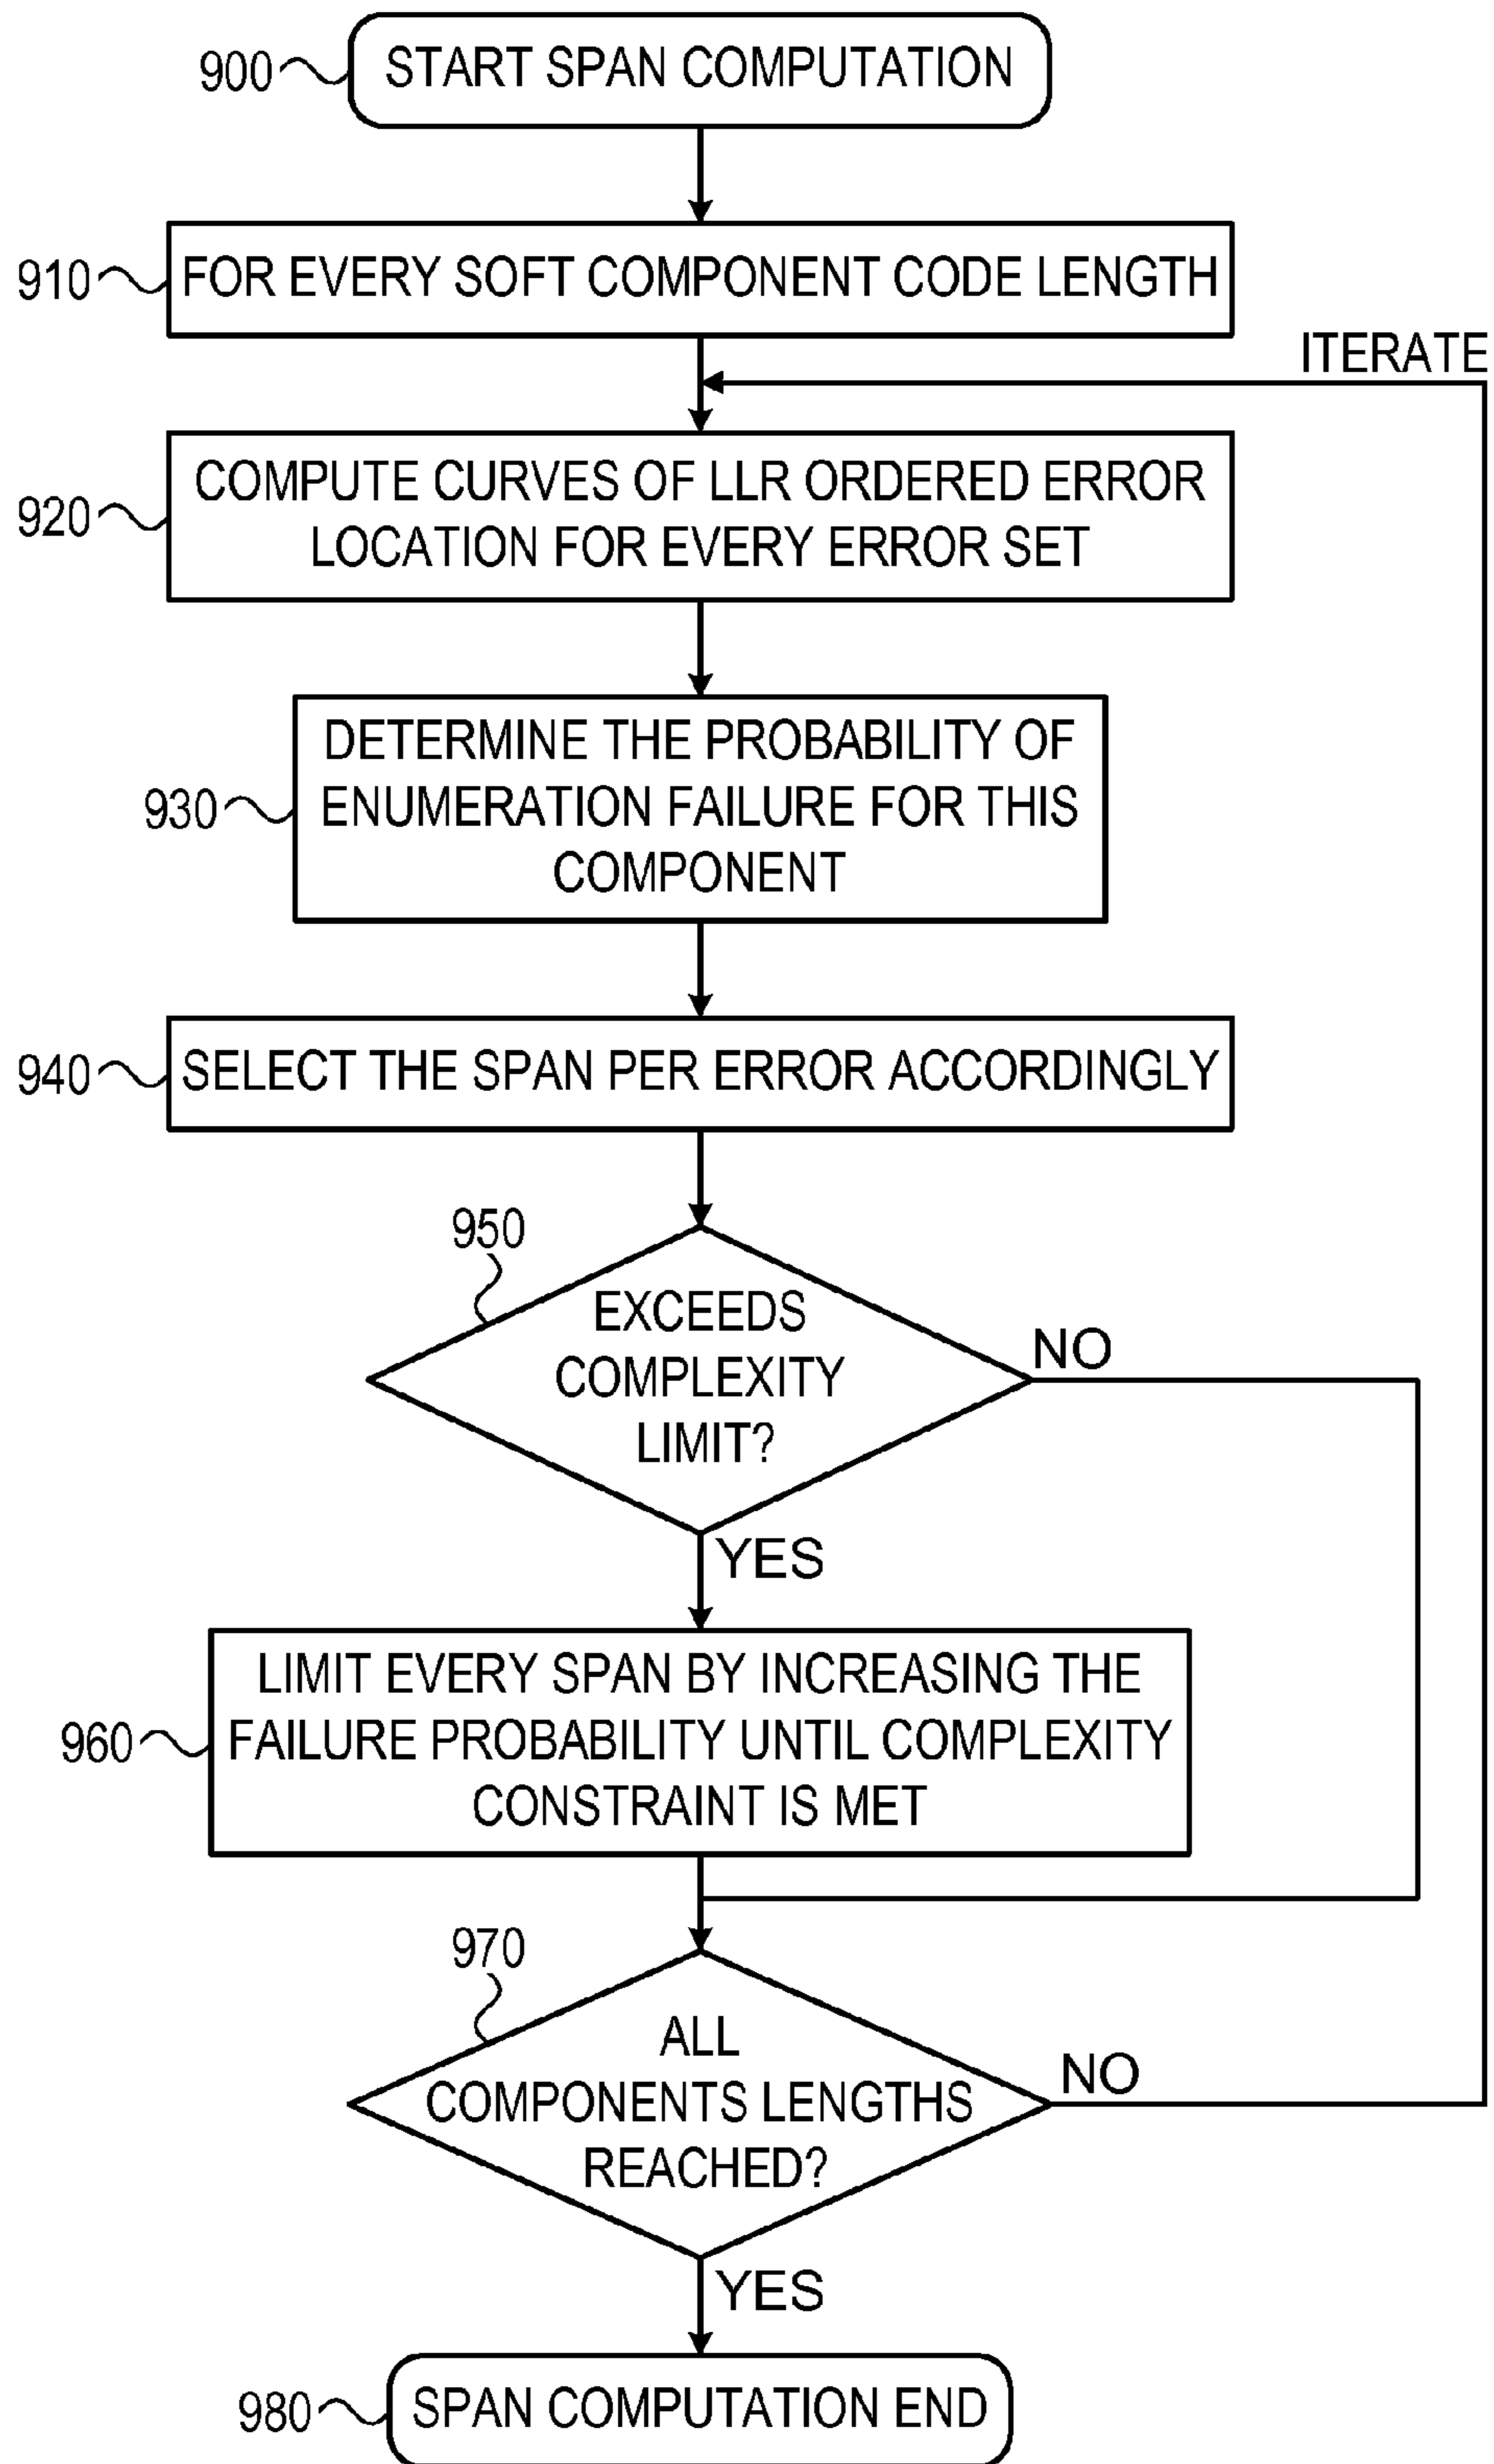 900
START SPAN COMPUTATION
910
FOR EVERY SOFT COMPONENT CODE LENGTH
ITERATE
920
COMPUTE CURVES OF LLR ORDERED ERROR
LOCATION FOR EVERY ERROR SET
930
DETERMINE THE PROBABILITY OF
ENUMERATION FAILURE FOR THIS
COMPONENT
940
SELECT THE SPAN PER ERROR ACCORDINGLY
950
EXCEEDS
COMPLEXITY
LIMIT?
NO
YES
960
LIMIT EVERY SPAN BY INCREASING THE
FAILURE PROBABILITY UNTIL COMPLEXITY
CONSTRAINT IS MET
970
ALL
COMPONENTS LENGTHS
REACHED?
NO
YES
980
SPAN COMPUTATION END